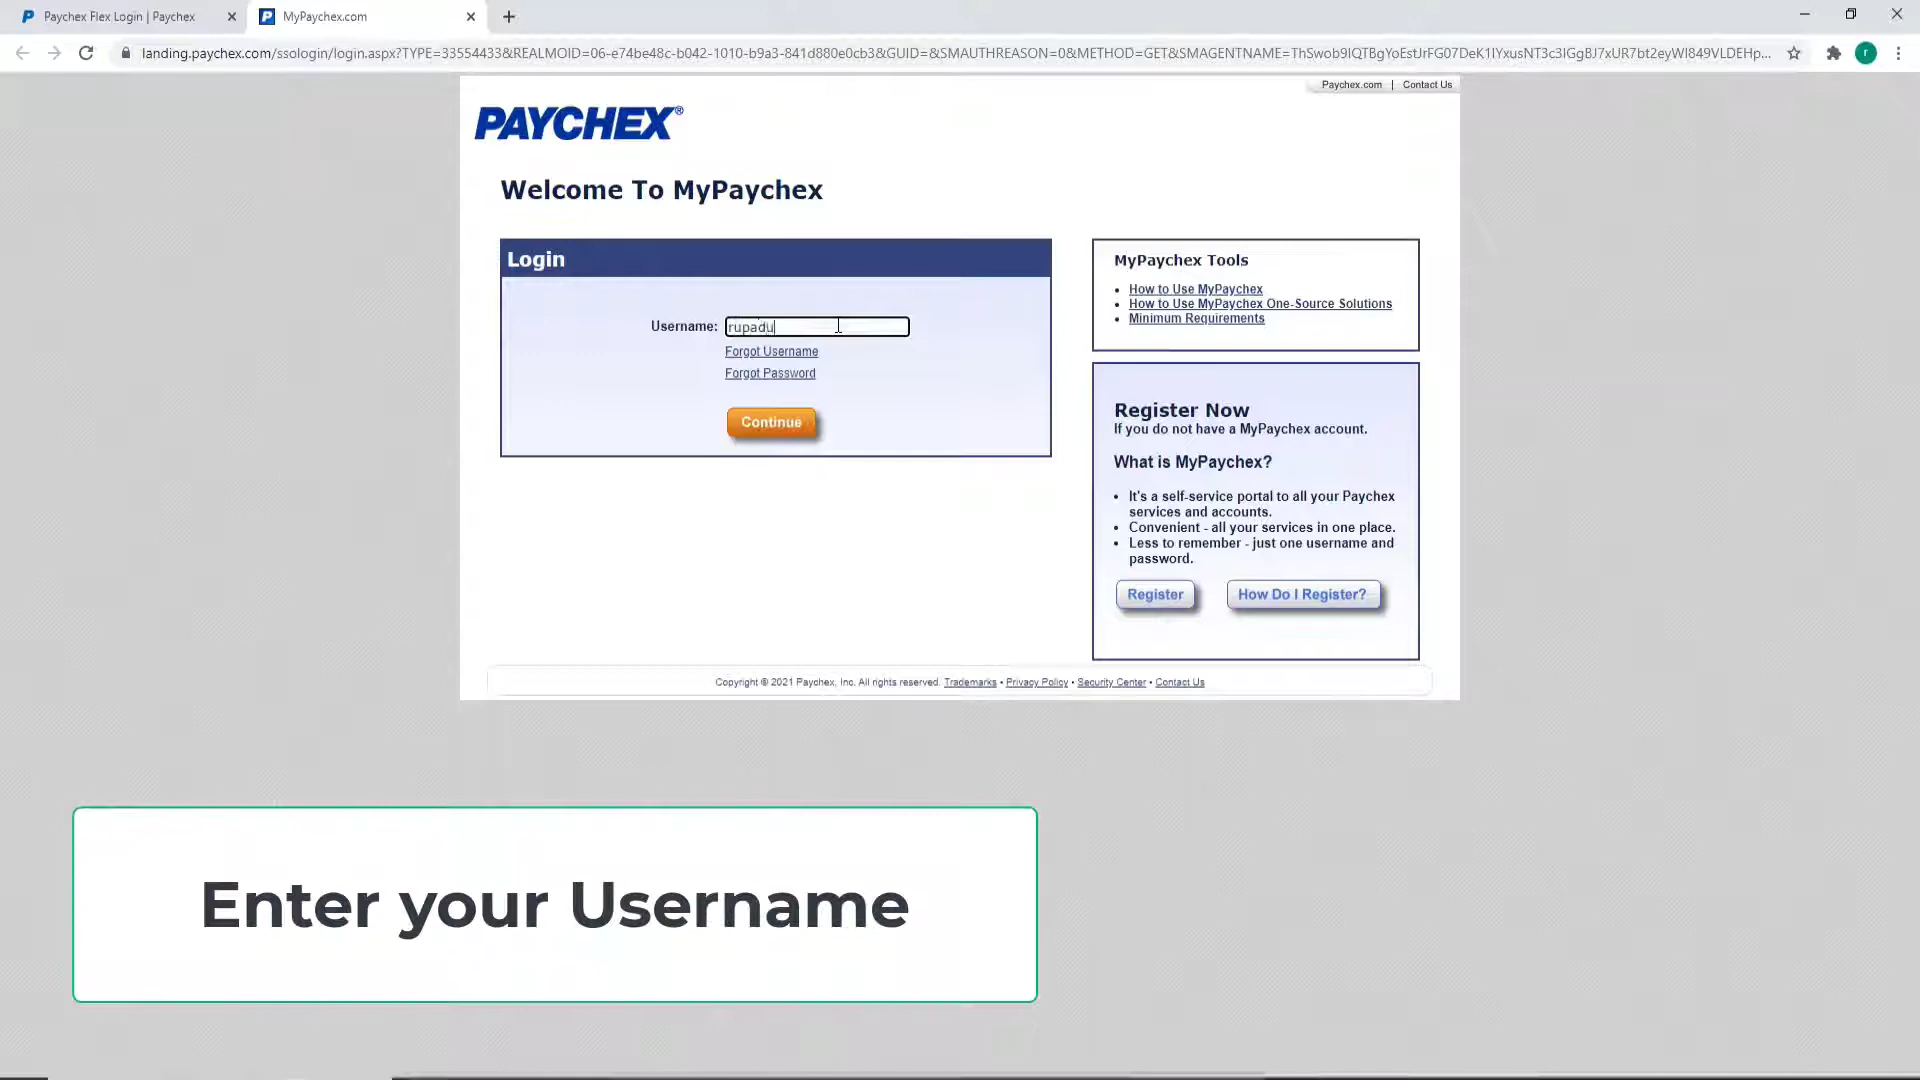 Paychex Flex Login | Paychex
MyPaychex.com
landing.paychex.com/ssologin/login.aspx?TYPE=33554433&REALMOID=06-e74be48c-b042-1010-b9a3-841d880e0cb3&GUID=&SMAUTHREASON=0&METHOD=GET&SMAGENTNAME=ThSwob9lQTBgYoEstJrFG07DeK1lYxusNT3c3IGgBJ7xUR7bt2eyWI849VLDEHp...
r
Paychex.com | Contact Us
PAYCHEX®
Welcome To MyPaychex
Login
Username: rupadu
Forgot Username
Forgot Password
Continue
MyPaychex Tools
• How to Use MyPaychex
• How to Use MyPaychex One-Source Solutions
• Minimum Requirements
Register Now
If you do not have a MyPaychex account.
What is MyPaychex?
• It's a self-service portal to all your Paychex
services and accounts.
• Convenient - all your services in one place.
• Less to remember - just one username and
password.
Register How Do I Register?
Copyright © 2021 Paychex, Inc. All rights reserved. Trademarks • Privacy Policy • Security Center • Contact Us
Enter your Username